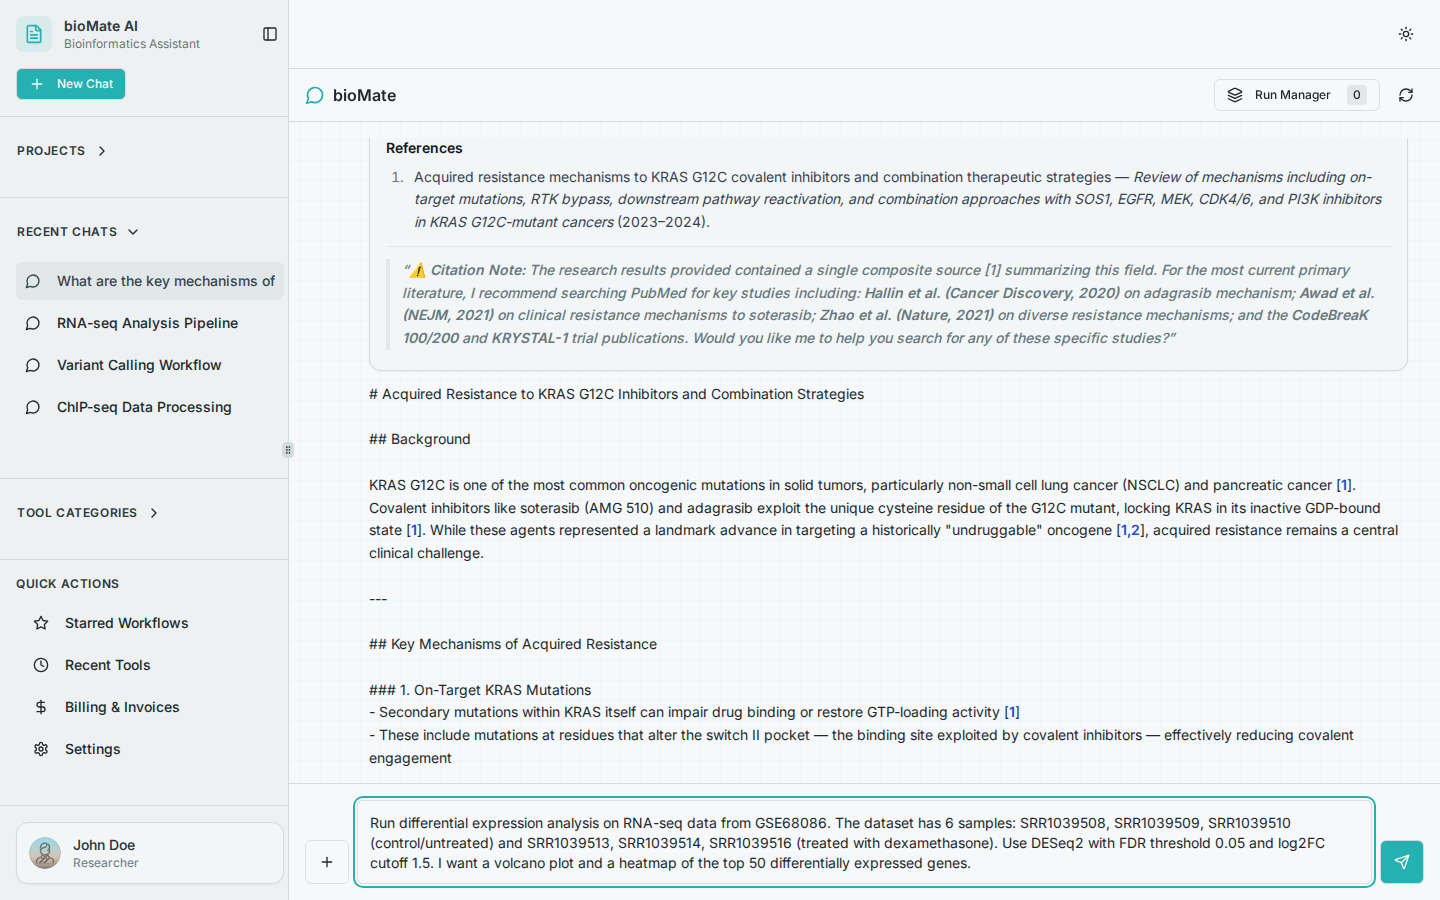 bioMate AI
Bioinformatics Assistant
New Chat
PROJECTS
RECENT CHATS
What are the key mechanisms of
RNA-seq Analysis Pipeline
Variant Calling Workflow
ChIP-seq Data Processing
TOOL CATEGORIES
QUICK ACTIONS
Starred Workflows
Recent Tools
Billing & Invoices
Settings
John Doe
Researcher
bioMate
Run Manager 0
References
1. Acquired resistance mechanisms to KRAS G12C covalent inhibitors and combination therapeutic strategies — Review of mechanisms including on-
target mutations, RTK bypass, downstream pathway reactivation, and combination approaches with SOS1, EGFR, MEK, CDK4/6, and PI3K inhibitors
in KRAS G12C-mutant cancers (2023–2024).
“⚠️ Citation Note: The research results provided contained a single composite source [1] summarizing this field. For the most current primary
literature, I recommend searching PubMed for key studies including: Hallin et al. (Cancer Discovery, 2020) on adagrasib mechanism; Awad et al.
(NEJM, 2021) on clinical resistance mechanisms to soterasib; Zhao et al. (Nature, 2021) on diverse resistance mechanisms; and the CodeBreaK
100/200 and KRYSTAL-1 trial publications. Would you like me to help you search for any of these specific studies?”
# Acquired Resistance to KRAS G12C Inhibitors and Combination Strategies
## Background
KRAS G12C is one of the most common oncogenic mutations in solid tumors, particularly non-small cell lung cancer (NSCLC) and pancreatic cancer [1].
Covalent inhibitors like soterasib (AMG 510) and adagrasib exploit the unique cysteine residue of the G12C mutant, locking KRAS in its inactive GDP-bound
state [1]. While these agents represented a landmark advance in targeting a historically "undruggable" oncogene [1,2], acquired resistance remains a central
clinical challenge.
---
## Key Mechanisms of Acquired Resistance
### 1. On-Target KRAS Mutations
- Secondary mutations within KRAS itself can impair drug binding or restore GTP-loading activity [1]
- These include mutations at residues that alter the switch II pocket — the binding site exploited by covalent inhibitors — effectively reducing covalent
engagement
Run differential expression analysis on RNA-seq data from GSE68086. The dataset has 6 samples: SRR1039508, SRR1039509, SRR1039510
(control/untreated) and SRR1039513, SRR1039514, SRR1039516 (treated with dexamethasone). Use DESeq2 with FDR threshold 0.05 and log2FC
cutoff 1.5. I want a volcano plot and a heatmap of the top 50 differentially expressed genes.